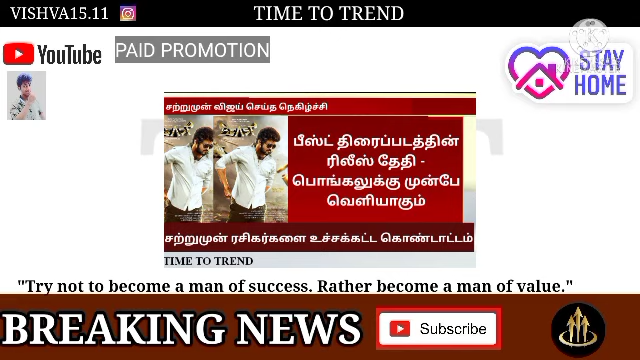 VISHVA15.11
TIME TO TREND
YouTube
PAID PROMOTION
STAY
HOME
சற்றுமுன் விஜய் செய்த நெகிழ்ச்சி
பீஸ்ட் திரைப்படத்தின்
ரிலீஸ் தேதி -
பொங்கலுக்கு முன்பே
வெளியாகும்
சற்றுமுன் ரசிகர்களை உச்சக்கட்ட கொண்டாட்டம்
TIME TO TREND
"Try not to become a man of success. Rather become a man of value."
BREAKING NEWS
Subscribe